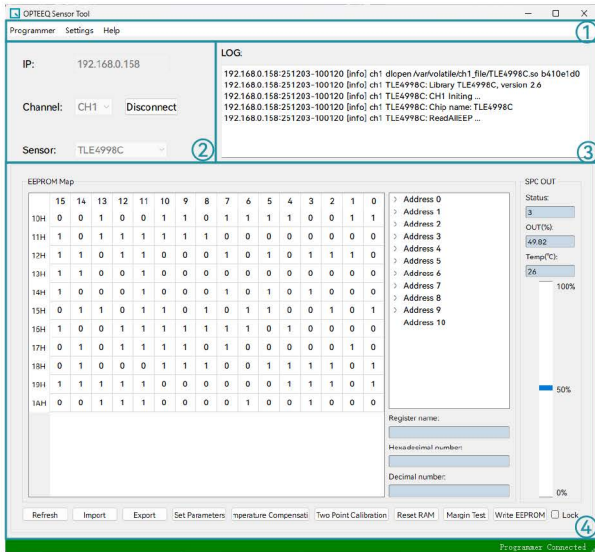 OPTEEQ Sensor Tool
Programmer Settings Help
1
IP: 192.168.0.158
Channel: CH1 Disconnect
Sensor: TLE4998C
2
LOG:
192.168.0.158:251203-100120 [info] ch1 dlopen /var/volatile/ch1_file/TLE4998C.so b410e1d0
192.168.0.158:251203-100120 [info] ch1 TLE4998C: Library TLE4998C, version 2.6
192.168.0.158:251203-100120 [info] ch1 TLE4998C: CH1 Initing ...
192.168.0.158:251203-100120 [info] ch1 TLE4998C: Chip name: TLE4998C
192.168.0.158:251203-100120 [info] ch1 TLE4998C: ReadAllEEP ...
3
EEPROM Map
15 14 13 12 11 10 9 8 7 6 5 4 3 2 1 0
10H 0 0 1 0 0 1 1 0 1 1 1 1 0 0 1 1
11H 1 0 1 1 1 1 1 1 0 0 0 0 0 0 0 0
12H 1 1 0 1 1 0 0 0 0 1 0 1 1 1 1 0
13H 1 1 0 0 1 0 0 0 0 0 0 0 0 0 0 0
14H 1 0 0 0 1 0 0 0 1 0 1 0 1 0 0 0
15H 0 1 1 0 1 1 0 1 0 1 1 0 0 1 0 1
16H 1 0 1 1 1 1 1 1 1 0 1 0 0 0 0 0
17H 0 1 0 1 0 1 1 0 1 0 0 0 0 0 1 0
18H 0 1 0 0 0 1 1 1 0 0 1 1 1 1 0 1
19H 1 1 1 1 1 0 0 0 0 0 0 1 1 1 0 1
1AH 0 0 1 1 1 0 0 0 0 1 0 0 1 0 0 0
Address 0
Address 1
Address 2
Address 3
Address 4
Address 5
Address 6
Address 7
Address 8
Address 9
Address 10
Register name:
Hexadecimal number:
Decimal number:
SPC OUT
Status:
3
OUT(%):
49.82
Temp(℃):
26
100%
50%
0%
Refresh Import Export Set Parameters mperature Compensati Two Point Calibration Reset RAM Margin Test Write EEPROM Lock
4
Programmer Connected